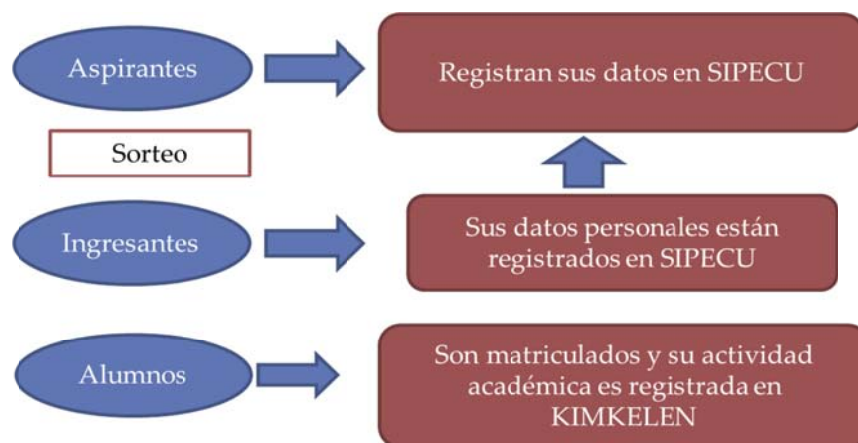 Aspirantes
Registran sus datos en SIPECU
Sorteo
Ingresantes
Sus datos personales están
registrados en SIPECU
Alumnos
Son matriculados y su actividad
académica es registrada en
KIMKELEN